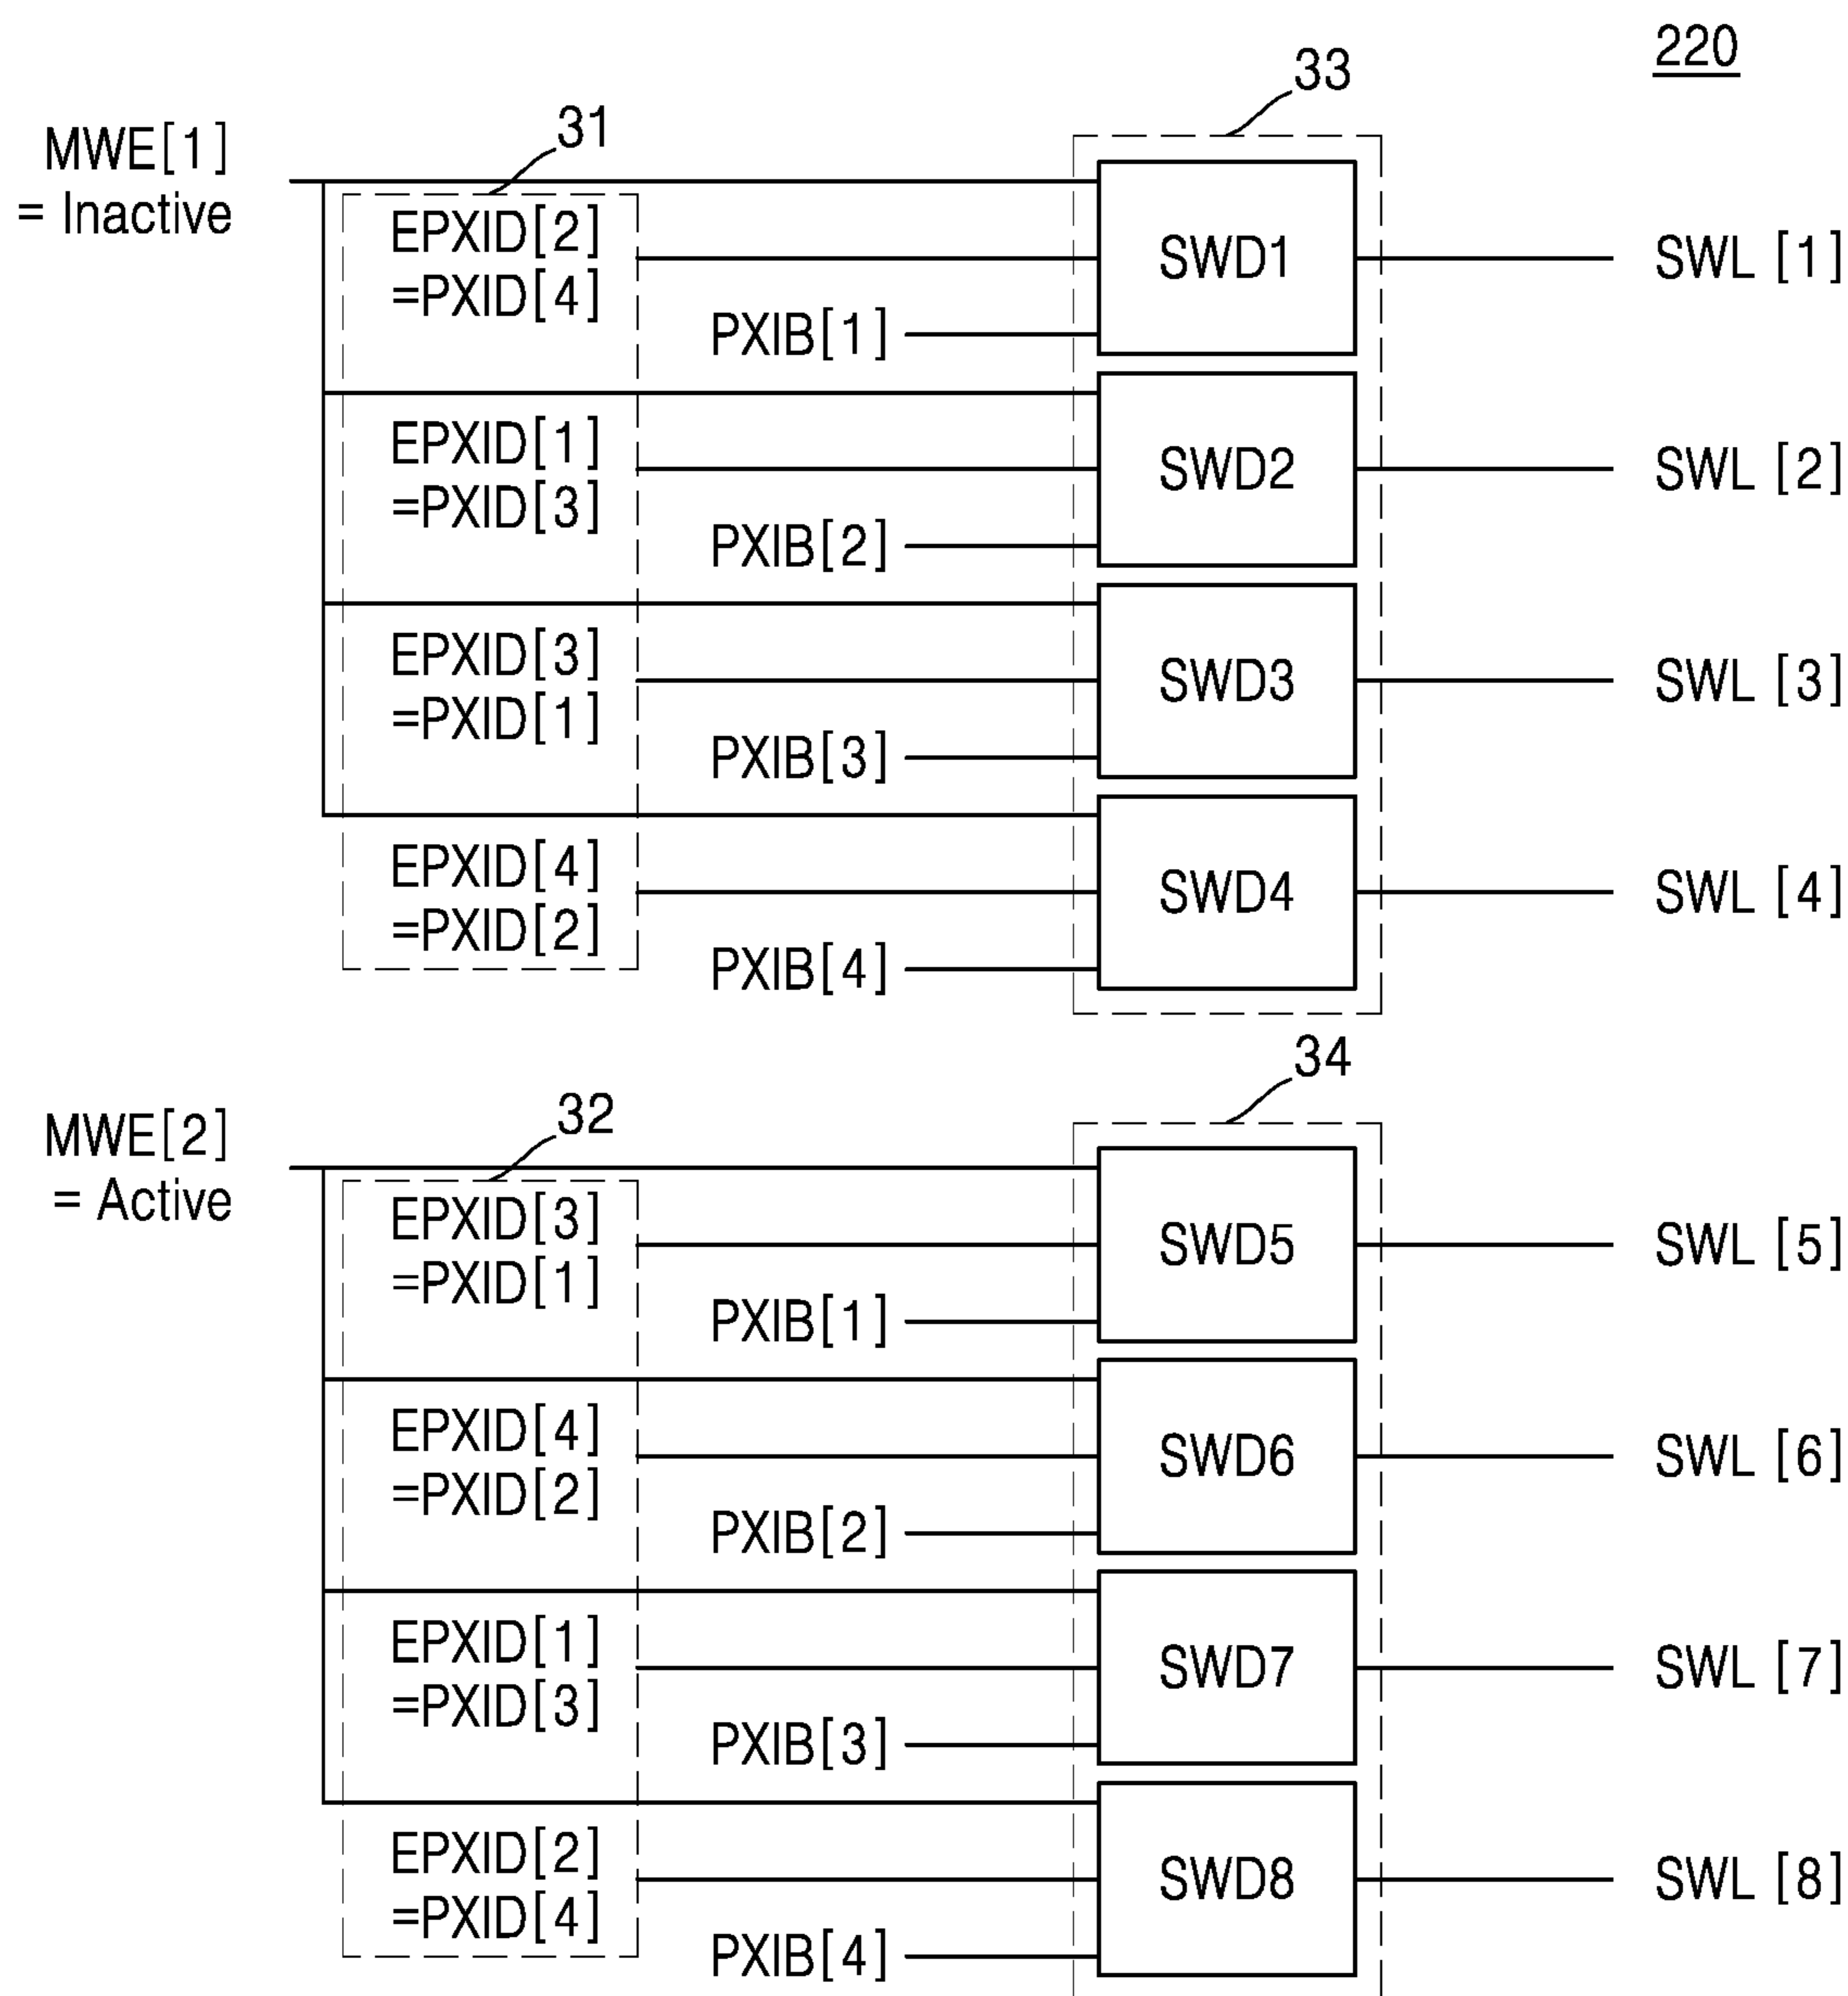 220
33
31
MWE[1]
= Inactive
EPXID[2]
=PXID[4]
PXIB[1]
SWD1
SWL [1]
EPXID[1]
=PXID[3]
PXIB[2]
SWD2
SWL [2]
EPXID[3]
=PXID[1]
PXIB[3]
SWD3
SWL [3]
EPXID[4]
=PXID[2]
PXIB[4]
SWD4
SWL [4]
34
32
MWE[2]
= Active
EPXID[3]
=PXID[1]
PXIB[1]
SWD5
SWL [5]
EPXID[4]
=PXID[2]
PXIB[2]
SWD6
SWL [6]
EPXID[1]
=PXID[3]
PXIB[3]
SWD7
SWL [7]
EPXID[2]
=PXID[4]
PXIB[4]
SWD8
SWL [8]